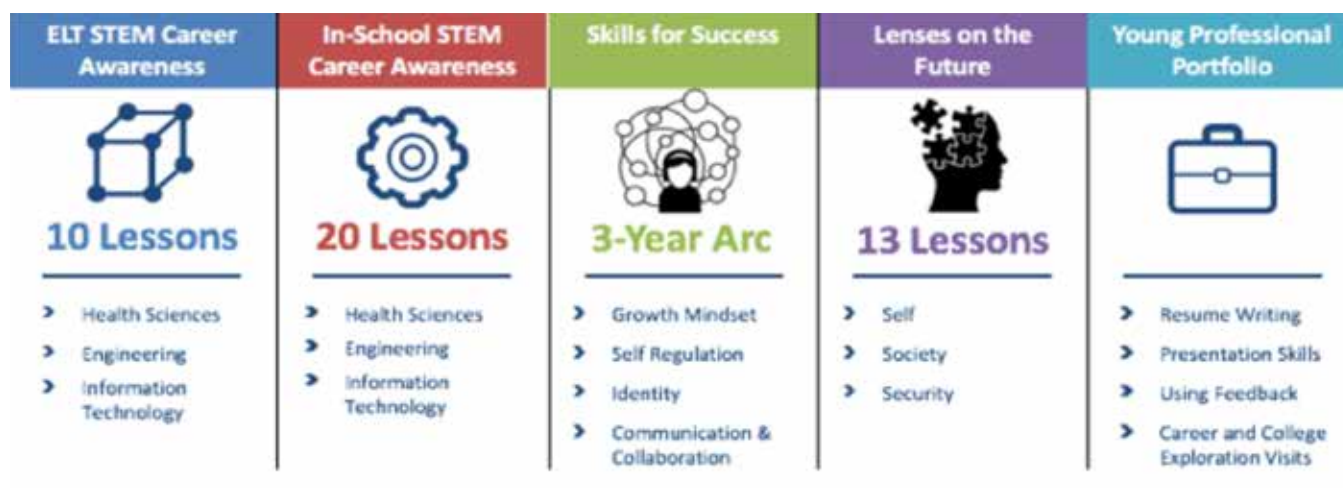 ELT STEM Career
Awareness
10 Lessons
Health Sciences
Engineering
Information
Technology
In-School STEM
Career Awareness
20 Lessons
Health Sciences
Engineering
Information
Technology
Skills for Success
3-Year Arc
Growth Mindset
Self Regulation
Identity
Communication &
Collaboration
Lenses on the
Future
13 Lessons
Self
Society
Security
Young Professional
Portfolio
Resume Writing
Presentation Skills
Using Feedback
Career and College
Exploration Visits